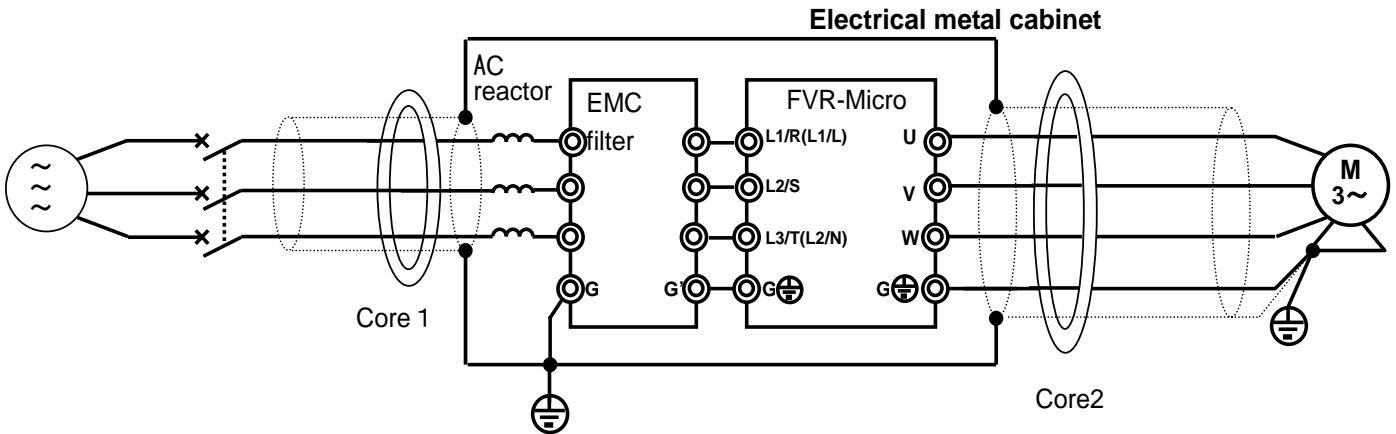 Electrical metal cabinet
AC
reactor
EMC
filter
FVR-Micro
L1/R(L1/L)
U
L2/S
V
L3/T(L2/N)
W
G
G'
G
G
M
3~
~
~
~
Core 1
Core2